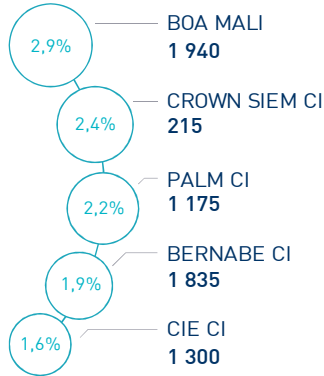 2,9%
BOA MALI
1 940
2,4%
CROWN SIEM CI
215
2,2%
PALM CI
1 175
1,9%
BERNABE CI
1 835
1,6%
CIE CI
1 300